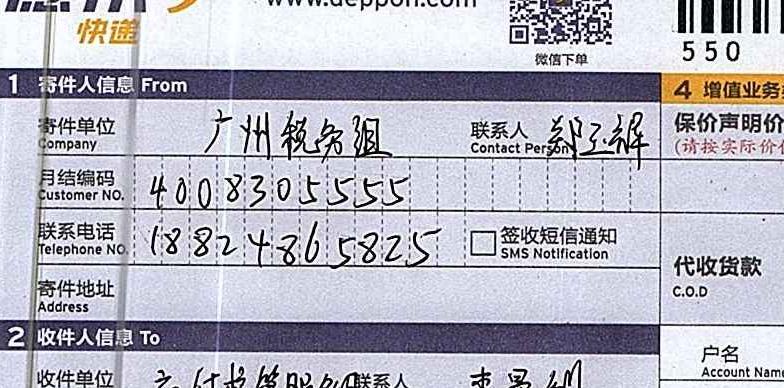 www.deppon.com
快递
微信下单
550
1 寄件人信息 From
4 增值业务
寄件单位 广州税务组 联系人 郑玉辉
Company Contact Person
保价声明价
(请按实际价
月结编码 4008305555
Customer NO.
联系电话 18824865825 签收短信通知
Telephone NO. SMS Notification
代收货款
C.O.D
寄件地址
Address
2 收件人信息 To
户名
Account Name
收件单位 联系人